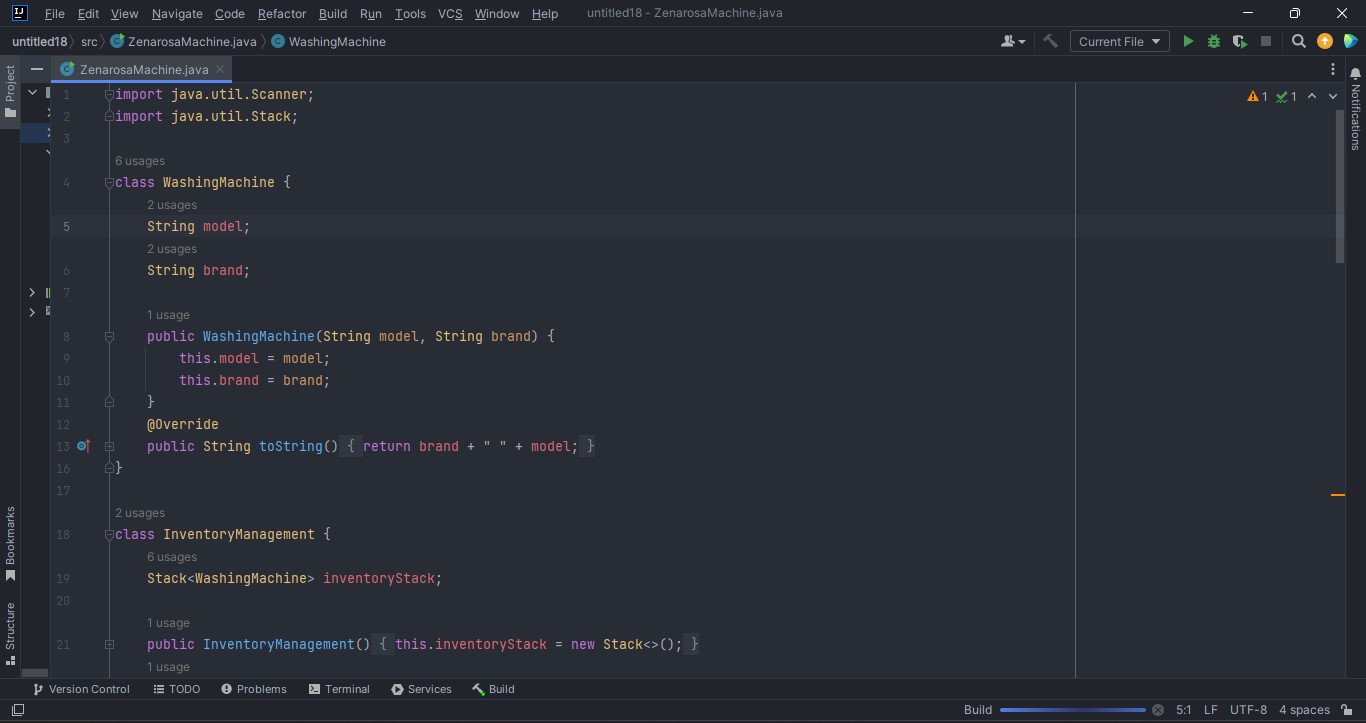 File Edit View Navigate Code Refactor Build Run Tools VCS Window Help untitled18 - ZenarosaMachine.java
untitled18 src ZenarosaMachine.java WashingMachine Current File
Project
ZenarosaMachine.java
Notifications
1 import java.util.Scanner; 1 1
2 import java.util.Stack;
3
6 usages
4 class WashingMachine {
2 usages
5 String model;
2 usages
6 String brand;
7
1 usage
8 public WashingMachine(String model, String brand) {
9 this.model = model;
10 this.brand = brand;
11 }
12 @Override
13 public String toString() { return brand + " " + model; }
16 }
17
2 usages
18 class InventoryManagement {
6 usages
19 Stack<WashingMachine> inventoryStack;
20
1 usage
21 public InventoryManagement() { this.inventoryStack = new Stack<>(); }
1 usage
Bookmarks
Structure
Version Control TODO Problems Terminal Services Build
Build 5:1 LF UTF-8 4 spaces